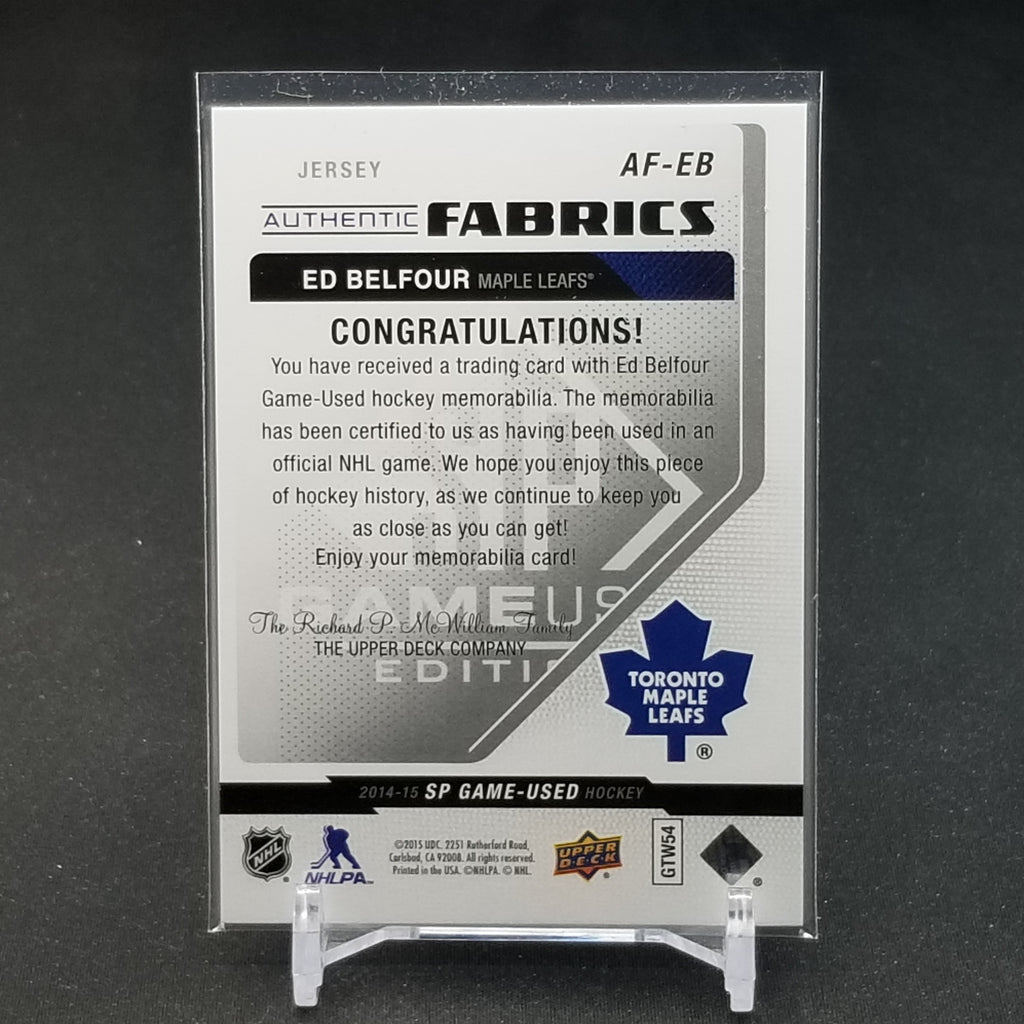 JERSEY
AF-EB
AUTHENTIC FABRICS
ED BELFOUR MAPLE LEAFS®
CONGRATULATIONS!
You have received a trading card with Ed Belfour
Game-Used hockey memorabilia. The memorabilia
has been certified to us as having been used in an
official NHL game. We hope you enjoy this piece
of hockey history, as we continue to keep you
as close as you can get!
Enjoy your memorabilia card!
SP
GAMEUS
The Richard P. McWilliam Family
THE UPPER DECK COMPANY
EDITI
TORONTO
MAPLE
LEAFS
®
2014-15 SP GAME-USED HOCKEY
NHL
®
NHLPA™
©2015 UDC. 2251 Rutherford Road,
Carlsbad, CA 92008. All rights reserved.
Printed in the USA. ©NHLPA. © NHL.
UPPER
DECK
®
GTW54
®